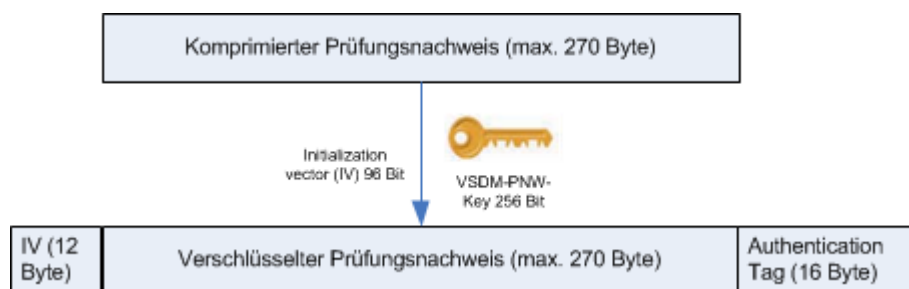 Komprimierter Prüfungsnachweis (max. 270 Byte)
Initialization
vector (IV) 96 Bit
VSDM-PNW-
Key 256 Bit
IV (12
Byte)
Verschlüsselter Prüfungsnachweis (max. 270 Byte)
Authentication
Tag (16 Byte)